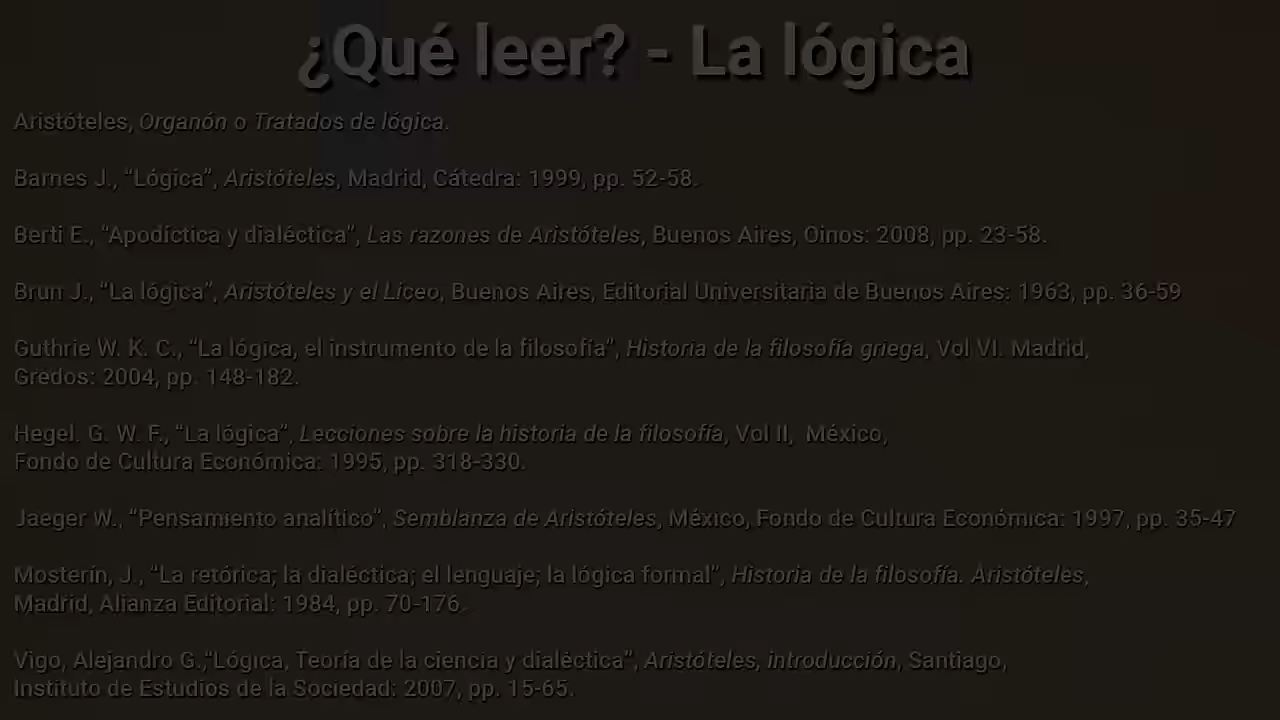 ¿Qué leer? - La lógica
Aristóteles, Organón o Tratados de lógica.
Barnes J., “Lógica”, Aristóteles, Madrid, Cátedra: 1999, pp. 52-58.
Berti E., “Apodíctica y dialéctica”, Las razones de Aristóteles, Buenos Aires, Oinos: 2008, pp. 23-58.
Brun J., “La lógica”, Aristóteles y el Liceo, Buenos Aires, Editorial Universitaria de Buenos Aires: 1963, pp. 36-59
Guthrie W. K. C., “La lógica, el instrumento de la filosofía”, Historia de la filosofía griega, Vol VI. Madrid,
Gredos: 2004, pp. 148-182.
Hegel. G. W. F., “La lógica”, Lecciones sobre la historia de la filosofía, Vol II, México,
Fondo de Cultura Económica: 1995, pp. 318-330.
Jaeger W., “Pensamiento analítico”, Semblanza de Aristóteles, México, Fondo de Cultura Económica: 1997, pp. 35-47
Mosterín, J., “La retórica; la dialéctica; el lenguaje; la lógica formal”, Historia de la filosofía. Aristóteles,
Madrid, Alianza Editorial: 1984, pp. 70-176.
Vigo, Alejandro G.,“Lógica, Teoría de la ciencia y dialéctica”, Aristóteles, introducción, Santiago,
Instituto de Estudios de la Sociedad: 2007, pp. 15-65.